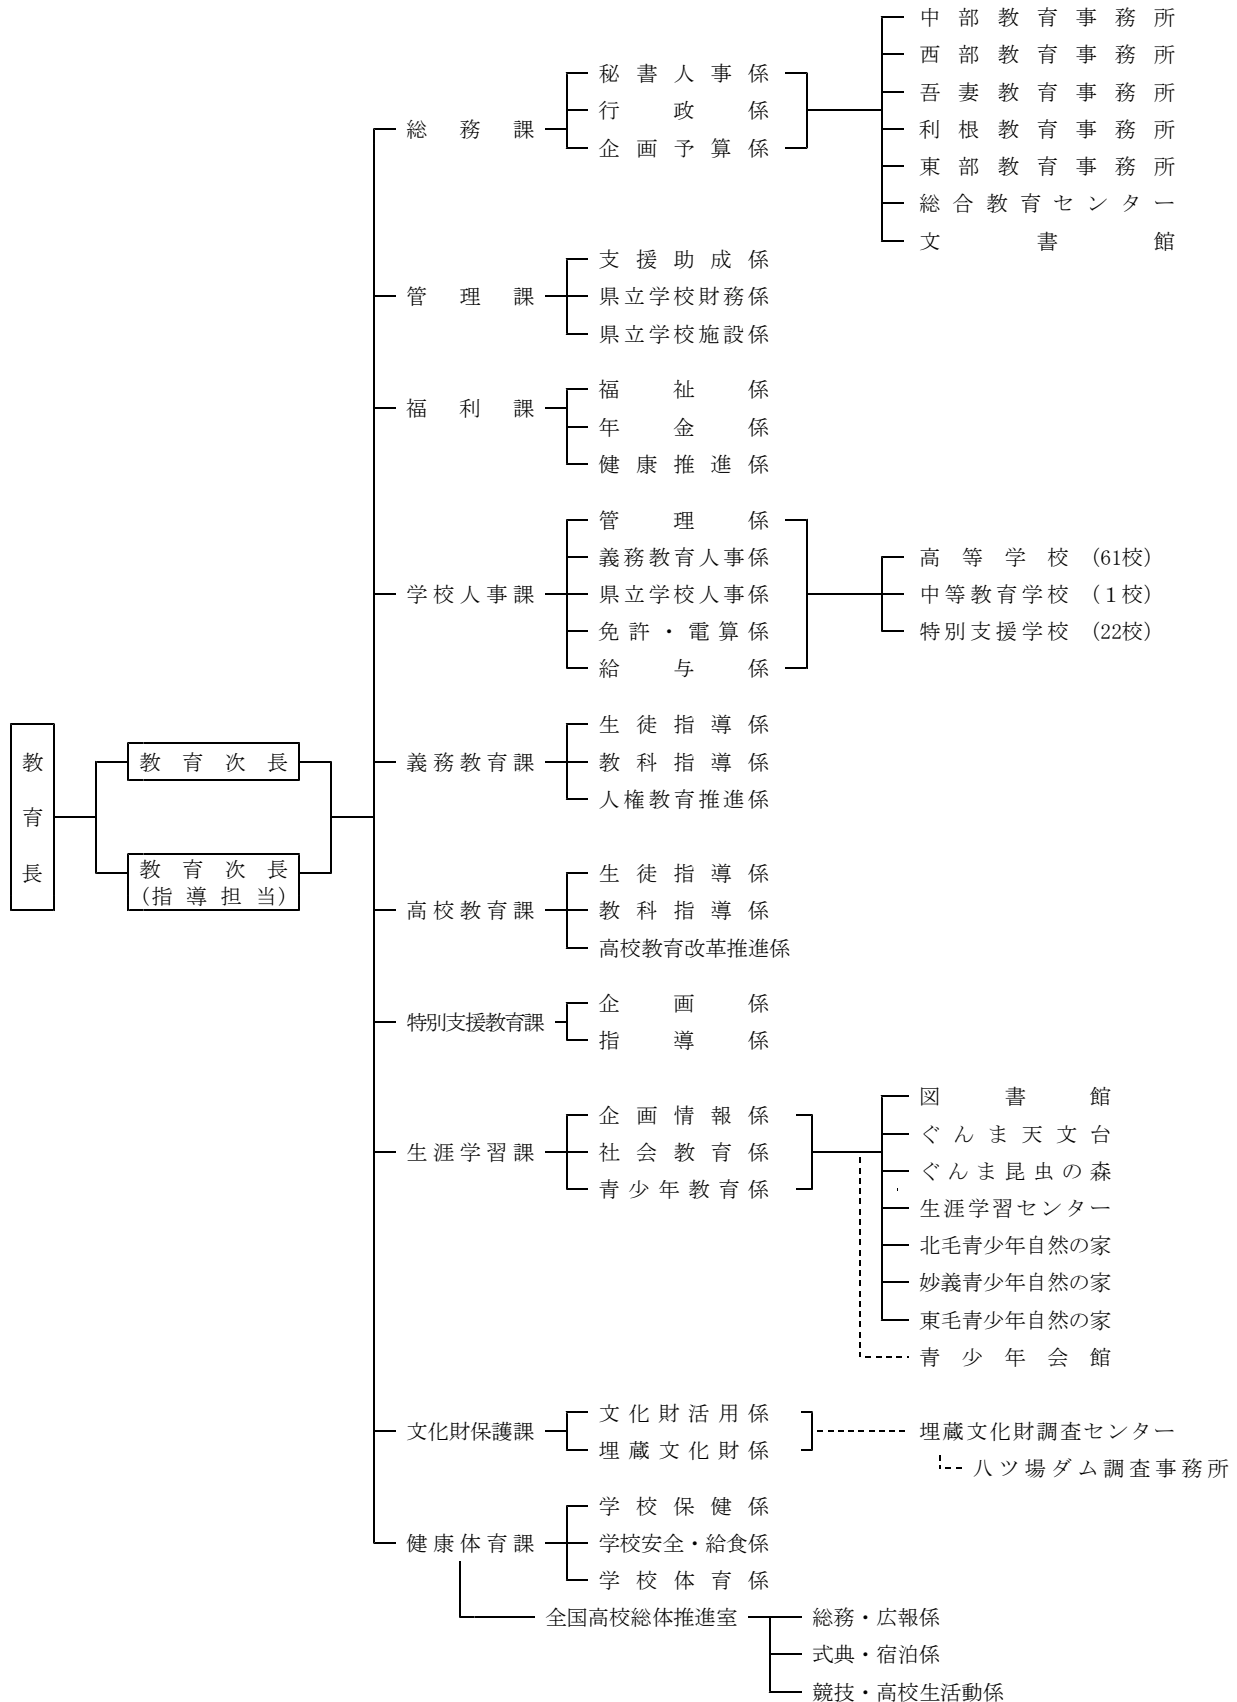 教育長
教育次長
教育次長
(指導担当)
総務課
秘書人事係
行政係
企画予算係
中部教育事務所
西部教育事務所
吾妻教育事務所
利根教育事務所
東部教育事務所
総合教育センター
文書館
管理課
支援助成係
県立学校財務係
県立学校施設係
福利課
福祉係
年金係
健康推進係
学校人事課
管理係
義務教育人事係
県立学校人事係
免許・電算係
給与係
高等学校 (61校)
中等教育学校 (1校)
特別支援学校 (22校)
義務教育課
生徒指導係
教科指導係
人権教育推進係
高校教育課
生徒指導係
教科指導係
高校教育改革推進係
特別支援教育課
企画係
指導係
生涯学習課
企画情報係
社会教育係
青少年教育係
図書館
ぐんま天文台
ぐんま昆虫の森
生涯学習センター
北毛青少年自然の家
妙義青少年自然の家
東毛青少年自然の家
青少年会館
文化財保護課
文化財活用係
埋蔵文化財係
埋蔵文化財調査センター
八ツ場ダム調査事務所
健康体育課
学校保健係
学校安全・給食係
学校体育係
全国高校総体推進室
総務・広報係
式典・宿泊係
競技・高校生活動係